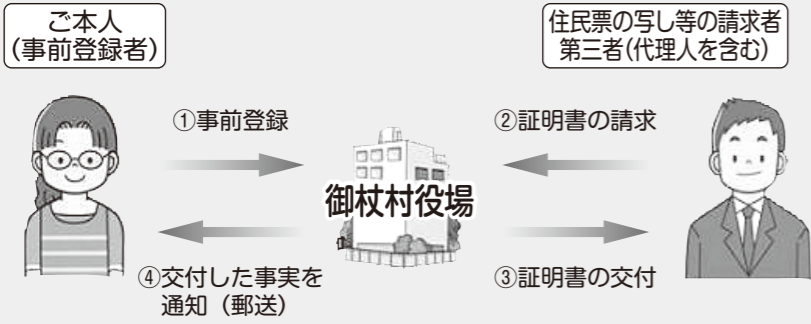 ご本人
（事前登録者）
住民票の写し等の請求者
第三者（代理人を含む）
①事前登録
②証明書の請求
御杖村役場
④交付した事実を
通知（郵送）
③証明書の交付